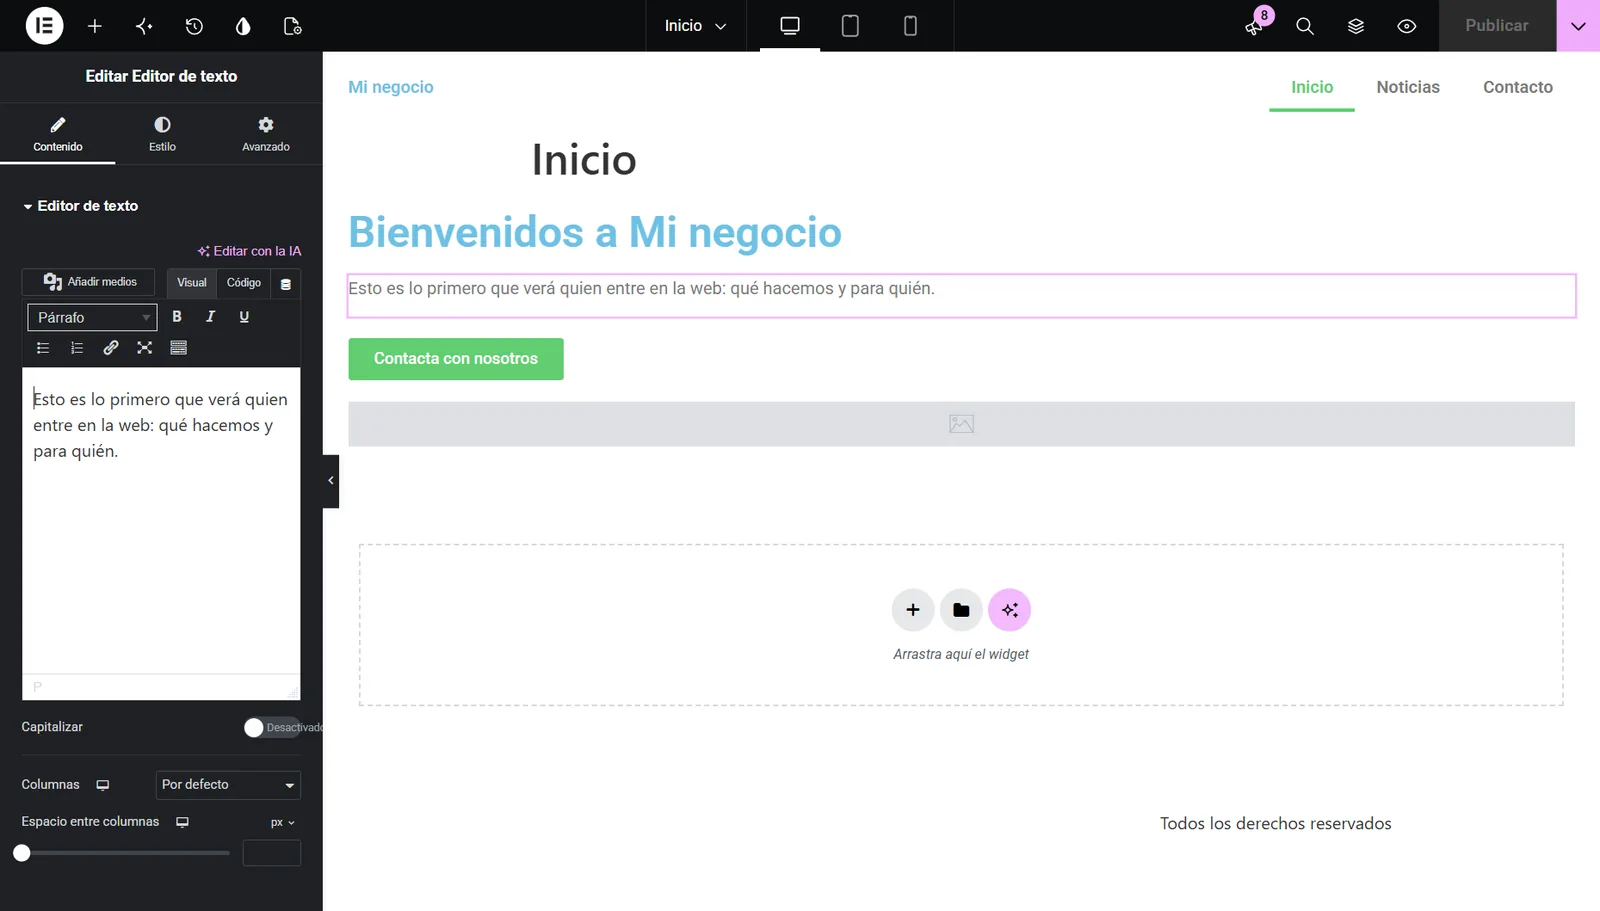 Inicio
8
Publicar
Editar Editor de texto
Contenido
Estilo
Avanzado
Editor de texto
Editar con la IA
Añadir medios
Visual
Código
Párrafo
B I U
Esto es lo primero que verá quien
entre en la web: qué hacemos y
para quién.
P
Capitalizar
Desactivado
Columnas
Por defecto
Espacio entre columnas
px
Mi negocio
Inicio
Noticias
Contacto
Inicio
Bienvenidos a Mi negocio
Esto es lo primero que verá quien entre en la web: qué hacemos y para quién.
Contacta con nosotros
Arrastra aquí el widget
Todos los derechos reservados